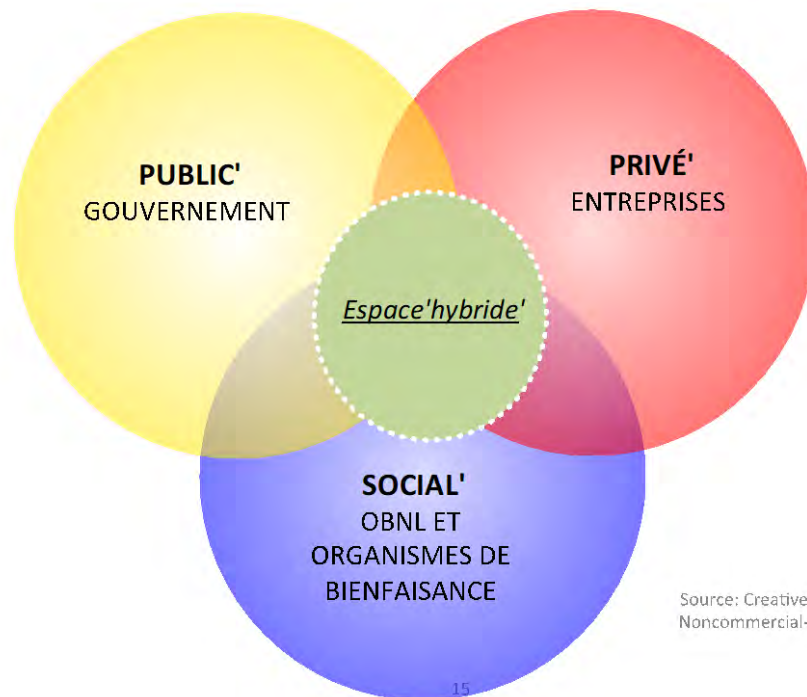 PUBLIC'
GOUVERNEMENT
PRIVÉ'
ENTREPRISES
Espace'hybride'
SOCIAL'
OBNL ET
ORGANISMES DE
BIENFAISANCE
Source: Creative
Noncommercial-
15